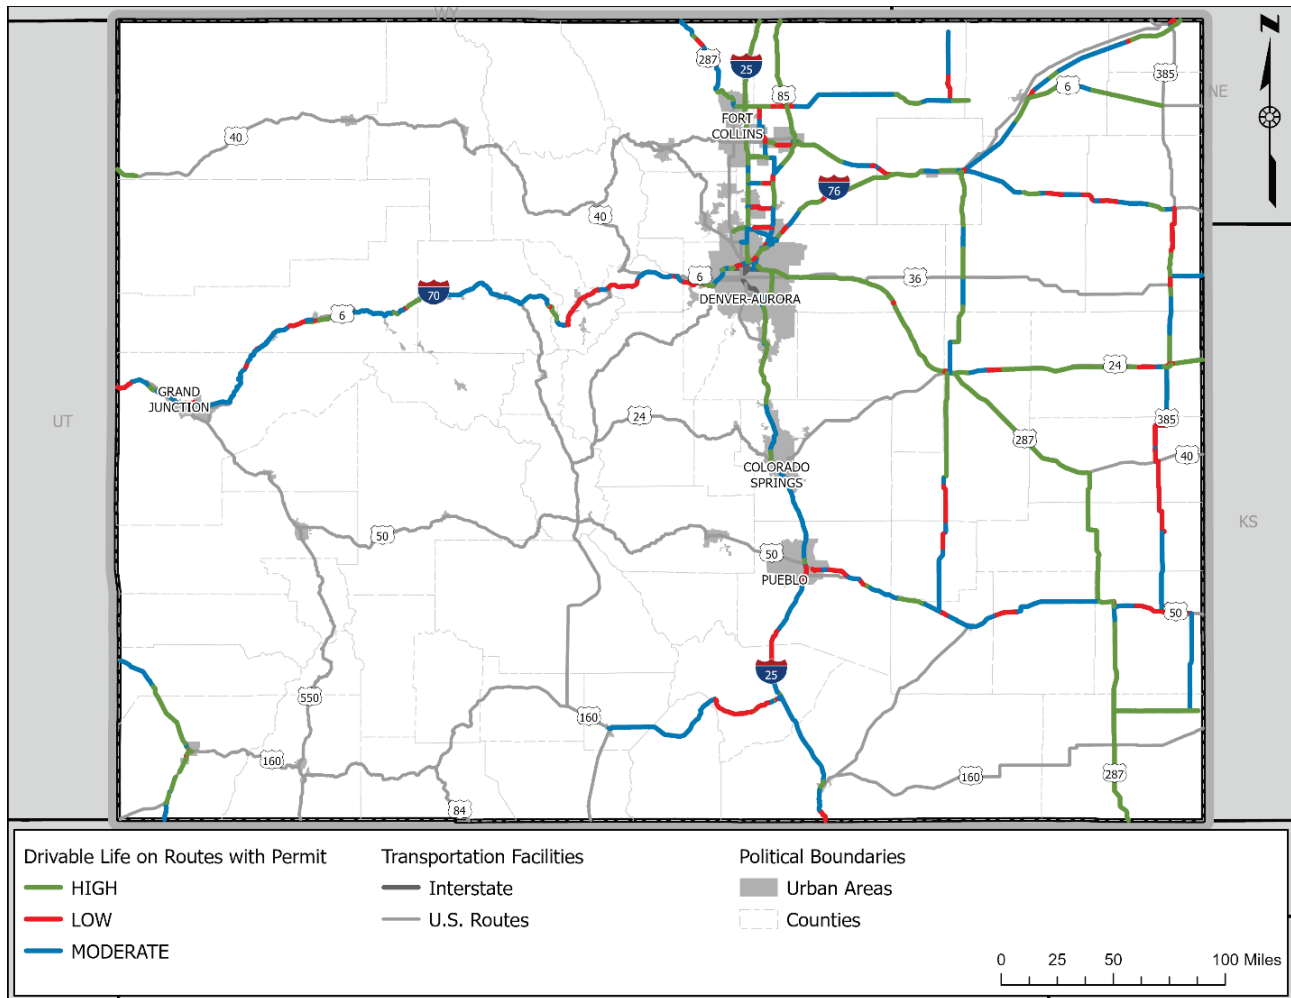 WY
Z
287
25
385
6
NE
85
FORT
COLLINS
40
76
40
6
36
70
DENVER-AURORA
6
24
GRAND
JUNCTION
UT
24
385
287
40
COLORADO
SPRINGS
KS
50
50
PUEBLO
50
25
550
160
160
160
287
84
Drivable Life on Routes with Permit
HIGH
LOW
MODERATE
Transportation Facilities
Interstate
U.S. Routes
Political Boundaries
Urban Areas
Counties
0 25 50 100 Miles